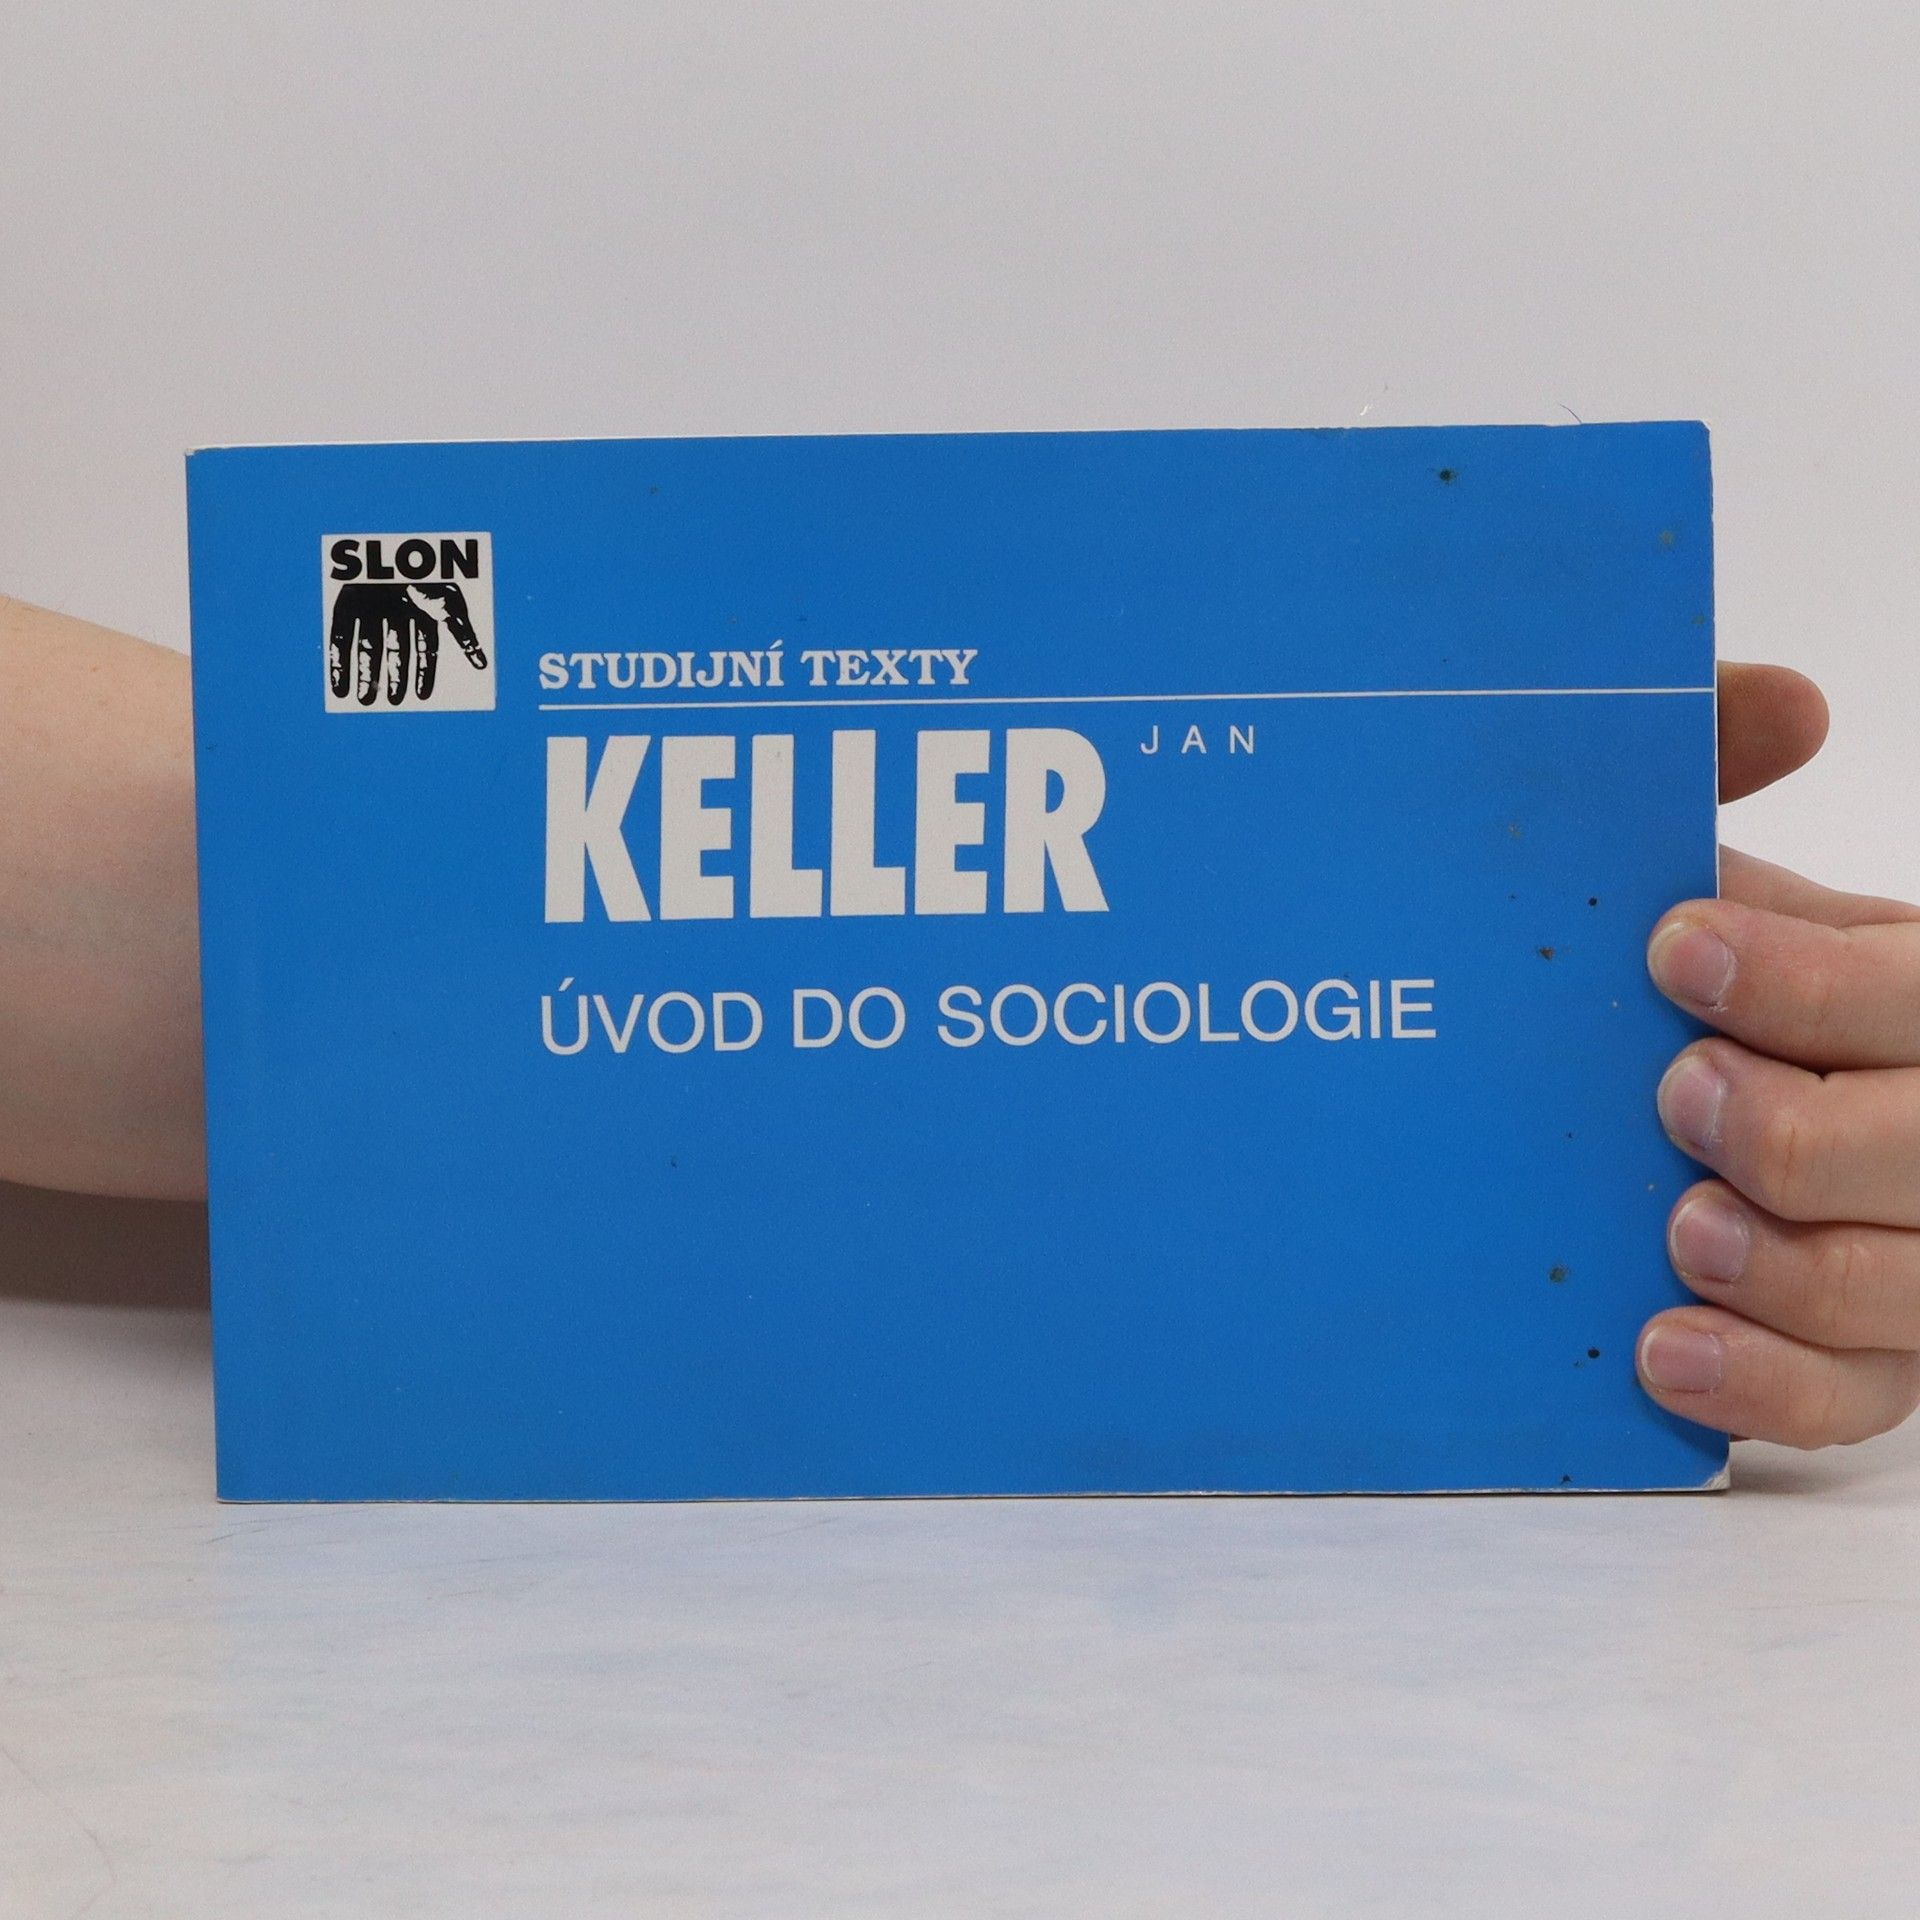 SLON
STUDIJNÍ TEXTY
KELLER JAN
ÚVOD DO SOCIOLOGIE